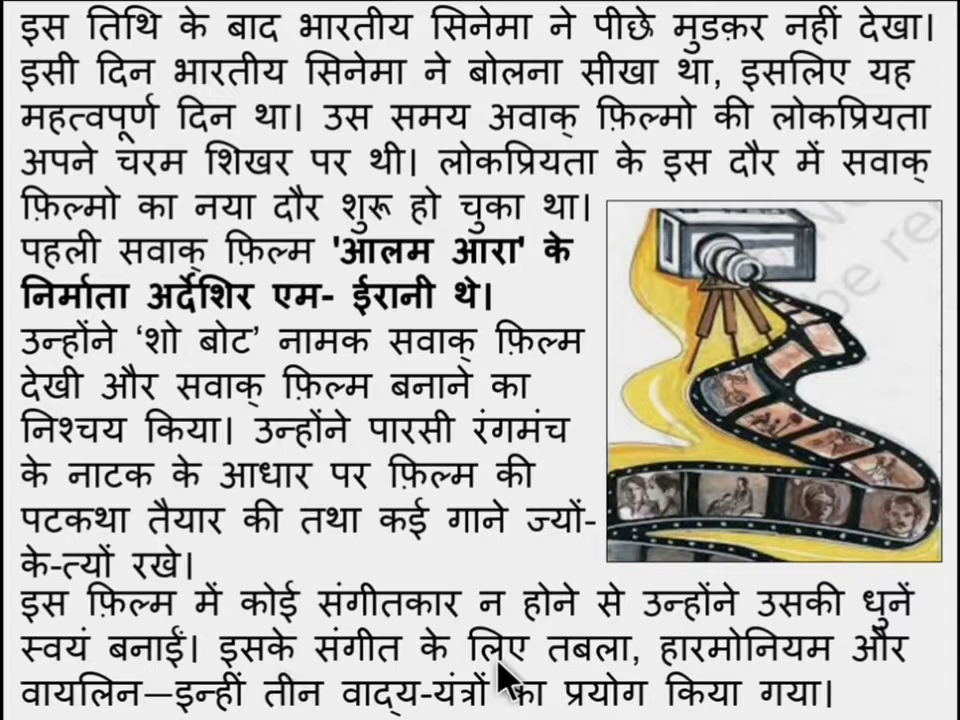 इस तिथि के बाद भारतीय सिनेमा ने पीछे मुडक़र नहीं देखा।
इसी दिन भारतीय सिनेमा ने बोलना सीखा था, इसलिए यह
महत्वपूर्ण दिन था। उस समय अवाक् फ़िल्मो की लोकप्रियता
अपने चरम शिखर पर थी। लोकप्रियता के इस दौर में सवाक्
फ़िल्मो का नया दौर शुरू हो चुका था।
पहली सवाक् फ़िल्म 'आलम आरा' के
निर्माता अर्देशिर एम- ईरानी थे।
उन्होंने ‘शो बोट’ नामक सवाक् फ़िल्म
देखी और सवाक् फ़िल्म बनाने का
निश्चय किया। उन्होंने पारसी रंगमंच
के नाटक के आधार पर फ़िल्म की
पटकथा तैयार की तथा कई गाने ज्यों-
के-त्यों रखे।
इस फ़िल्म में कोई संगीतकार न होने से उन्होंने उसकी धुनें
स्वयं बनाईं। इसके संगीत के लिए तबला, हारमोनियम और
वायलिन—इन्हीं तीन वाद्य-यंत्रों का प्रयोग किया गया।